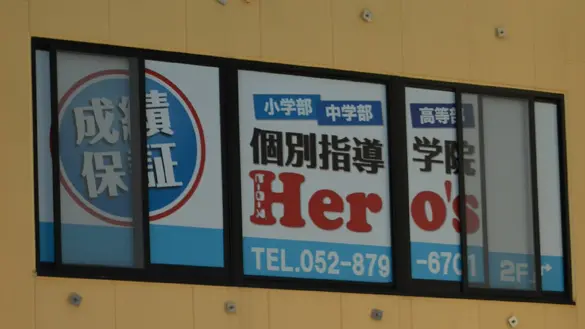 成績
保証
小学部 中学部 高等部
個別指導 学院
Hero's
TEL.052-879-6701 2F